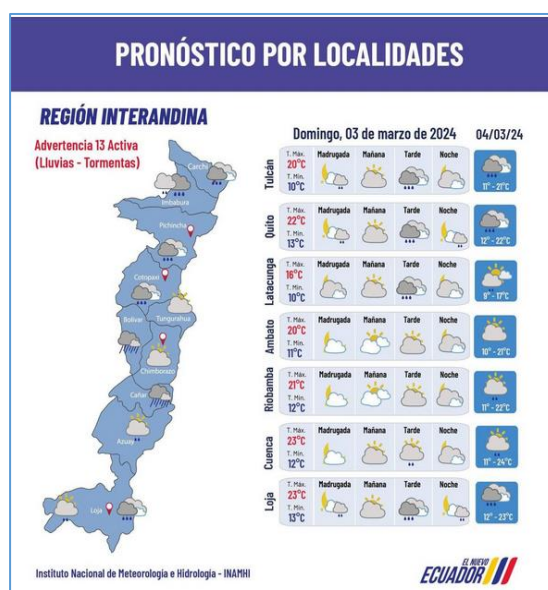 PRONÓSTICO POR LOCALIDADES
REGIÓN INTERANDINA
Advertencia 13 Activa
(Lluvias - Tormentas)
Carchi
Imbabura
Pichincha
Cotopaxi
Bolívar
Tungurahua
Chimborazo
Cañar
Azuay
Loja
Domingo, 03 de marzo de 2024
04/03/24
Tulcán
T. Máx. Madrugada Mañana Tarde Noche
20°C
T. Mín.
10°C
11° - 21°C
Quito
T. Máx. Madrugada Mañana Tarde Noche
22°C
T. Mín.
13°C
12° - 22°C
Latacunga
T. Máx. Madrugada Mañana Tarde Noche
16°C
T. Mín.
10°C
9° - 17°C
Ambato
T. Máx. Madrugada Mañana Tarde Noche
20°C
T. Mín.
11°C
10° - 21°C
Riobamba
T. Máx. Madrugada Mañana Tarde Noche
21°C
T. Mín.
12°C
11° - 22°C
Cuenca
T. Máx. Madrugada Mañana Tarde Noche
23°C
T. Mín.
12°C
11° - 24°C
Loja
T. Máx. Madrugada Mañana Tarde Noche
23°C
T. Mín.
13°C
12° - 23°C
Instituto Nacional de Meteorología e Hidrología - INAMHI
EL NUEVO
ECUADOR